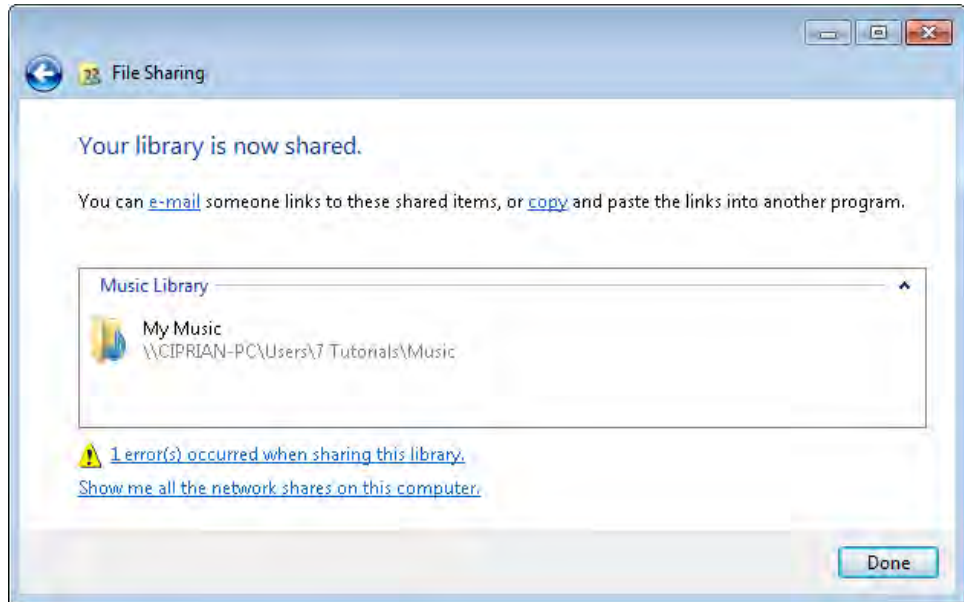 File Sharing
Your library is now shared.
You can e-mail someone links to these shared items, or copy and paste the links into another program.
Music Library
My Music
\\CIPRIAN-PC\Users\7 Tutorials\Music
1 error(s) occurred when sharing this library.
Show me all the network shares on this computer.
Done